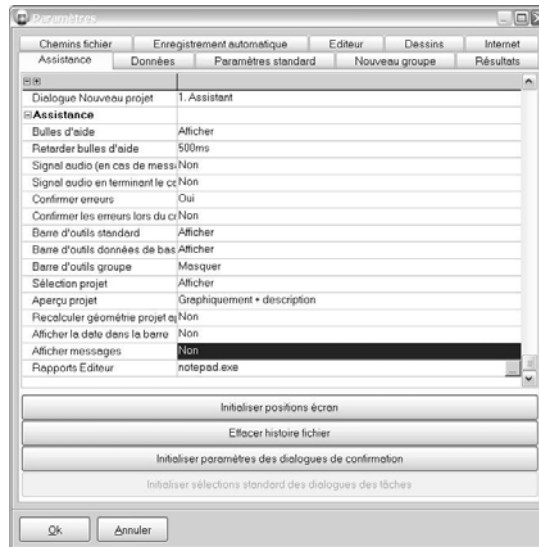 Paramètres
Chemins fichier Enregistrement automatique Editeur Dessins Internet
Assistance Données Paramètres standard Nouveau groupe Résultats
Dialogue Nouveau projet 1. Assistant
Assistance
Bulles d'aide Afficher
Retarder bulles d'aide 500ms
Signal audio (en cas de mess Non
Signal audio en terminant le ca Non
Confirmer erreurs Oui
Confirmer les erreurs lors du c Non
Barre d'outils standard Afficher
Barre d'outils données de bas Afficher
Barre d'outils groupe Masquer
Sélection projet Afficher
Aperçu projet Graphiquement + description
Recalculer géométrie projet a Non
Afficher la date dans la barre Non
Afficher messages Non
Rapports Editeur notepad.exe ...
Initialiser positions écran
Effacer histoire fichier
Initialiser paramètres des dialogues de confirmation
Initialiser sélections standard des dialogues des tâches
Ok Annuler